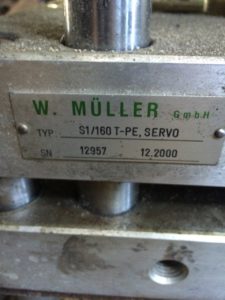 W. MÜLLER GmbH
TYP S1/160 T-PE, SERVO
SN 12957 12.2000